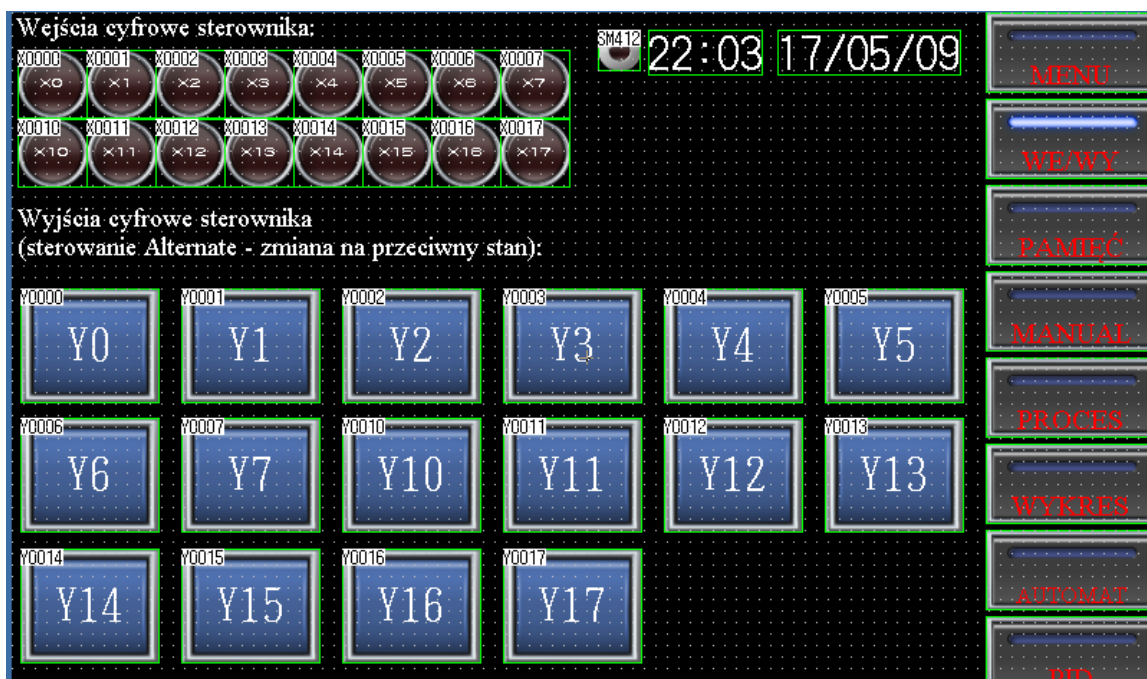 Wejścia cyfrowe sterownika:
SM412 22:03 17/05/09
X0000 X0001 X0002 X0003 X0004 X0005 X0006 X0007
X0 X1 X2 X3 X4 X5 X6 X7
X0010 X0011 X0012 X0013 X0014 X0015 X0016 X0017
X10 X11 X12 X13 X14 X15 X16 X17
Wyjścia cyfrowe sterownika
(sterowanie Alternate - zmiana na przeciwny stan):
Y0000 Y0001 Y0002 Y0003 Y0004 Y0005
Y0 Y1 Y2 Y3 Y4 Y5
Y0006 Y0007 Y0010 Y0011 Y0012 Y0013
Y6 Y7 Y10 Y11 Y12 Y13
Y0014 Y0015 Y0016 Y0017
Y14 Y15 Y16 Y17
MENU
WE/WY
PAMIĘĆ
MANUAL
PROCES
WYKRES
AUTOMAT
PID